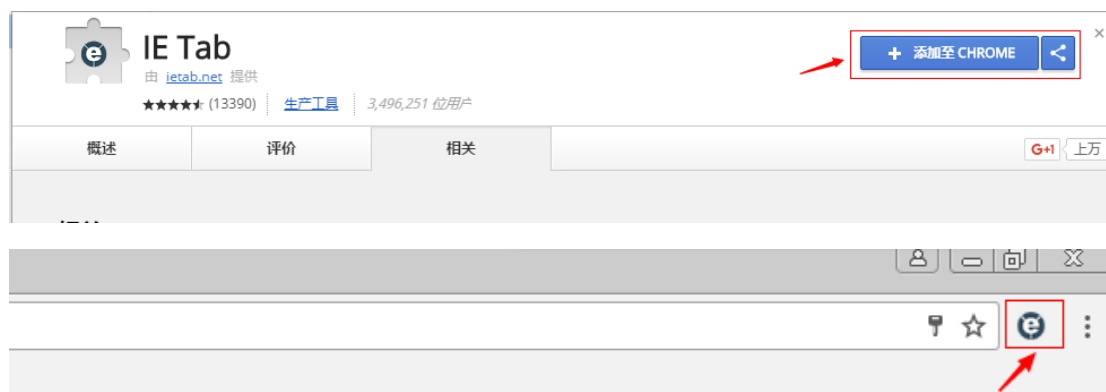 IE Tab
+ 添加至 CHROME
由 ietab.net 提供
★★★★★ (13390) 生产工具 3,496,251 位用户
概述 评价 相关
G+1 上万